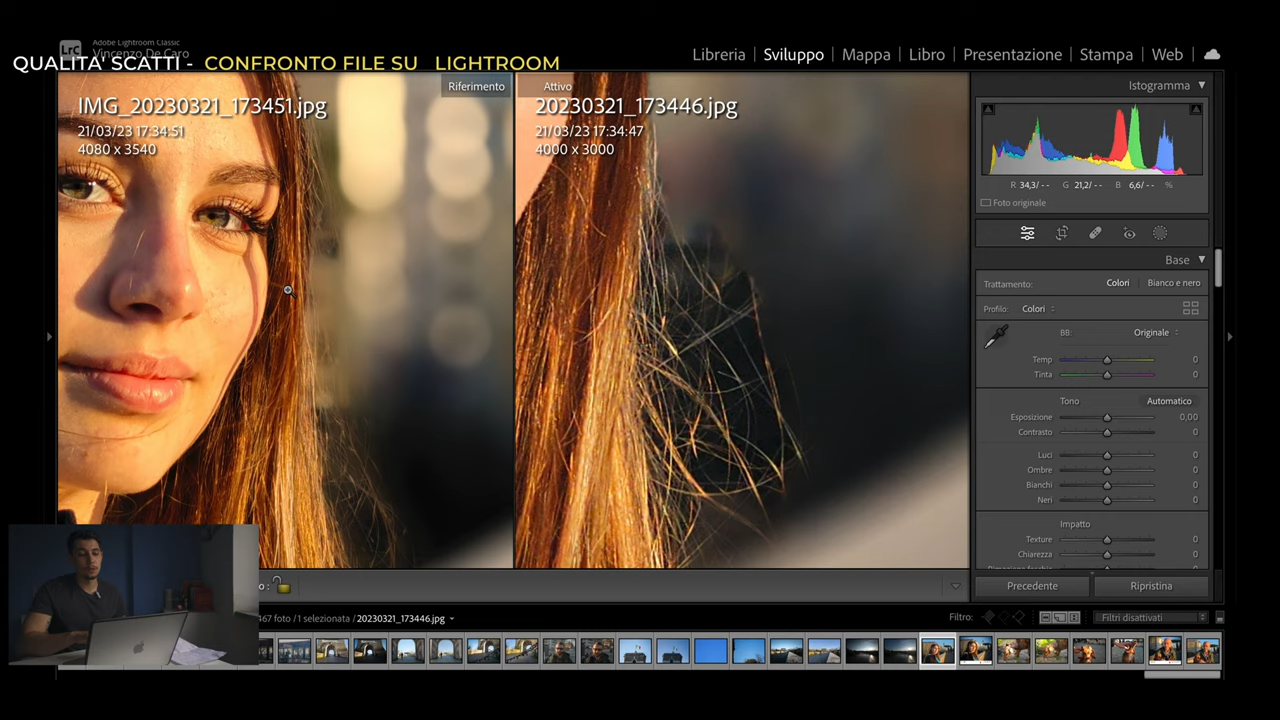 LrC
Adobe Lightroom Classic
Vincenzo De Caro
QUALITA' SCATTI - CONFRONTO FILE SU LIGHTROOM
Libreria | Sviluppo | Mappa | Libro | Presentazione | Stampa | Web
Riferimento
IMG_20230321_173451.jpg
21/03/23 17:34:51
4080 x 3540
Attivo
20230321_173446.jpg
21/03/23 17:34:47
4000 x 3000
Istogramma
R 34,3/-- G 21,2/-- B 6,6/-- %
Foto originale
Base
Trattamento: Colori Bianco e nero
Profilo: Colori
BB: Originale
Temp 0
Tinta 0
Tono Automatico
Esposizione 0,00
Contrasto 0
Luci 0
Ombre 0
Bianchi 0
Neri 0
Impatto
Texture 0
Chiarezza 0
Precedente Ripristina
o :
467 foto / 1 selezionata / 20230321_173446.jpg
Filtro: Filtri disattivati